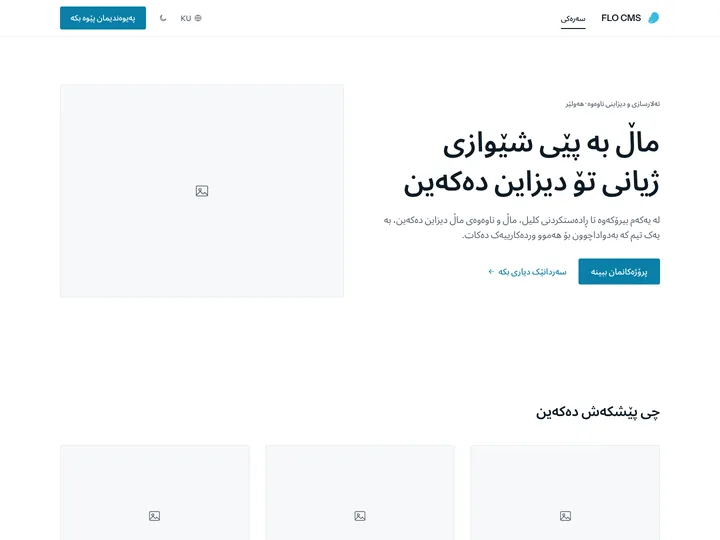 FLO CMS
سەرەکی
KU
پەیوەندیمان پێوە بکە
تەلارسازی و دیزاینی ناوەوە · هەولێر
ماڵ بە پێی شێوازی
ژیانی تۆ دیزاین دەکەین
لە یەکەم بیرۆکەوە تا ڕادەستکردنی کلیل، ماڵ و ناوەوەی ماڵ دیزاین دەکەین، بە
یەک تیم کە بەدواداچوون بۆ هەموو وردەکارییەک دەکات.
پرۆژەکانمان ببینە
سەردانێک دیاری بکە ←
چی پێشکەش دەکەین